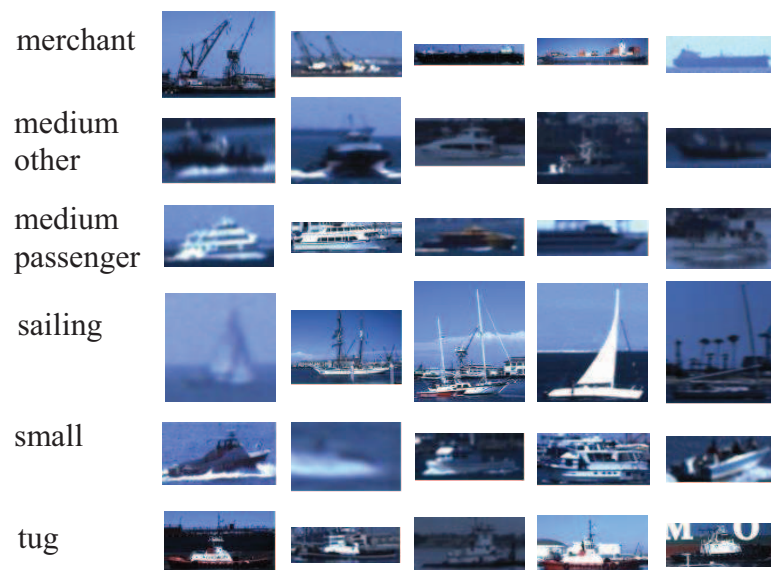 merchant
medium
other
medium
passenger
sailing
small
tug
M O